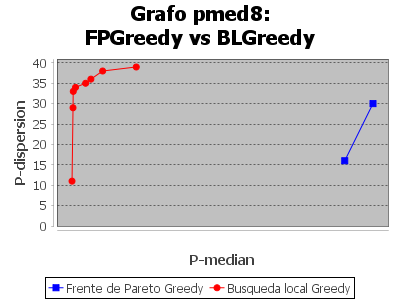 Grafo pmed8:
FPGreedy vs BLGreedy
40
35
30
25
20
15
10
5
0
P-dispersion
P-median
Frente de Pareto Greedy
Busqueda local Greedy